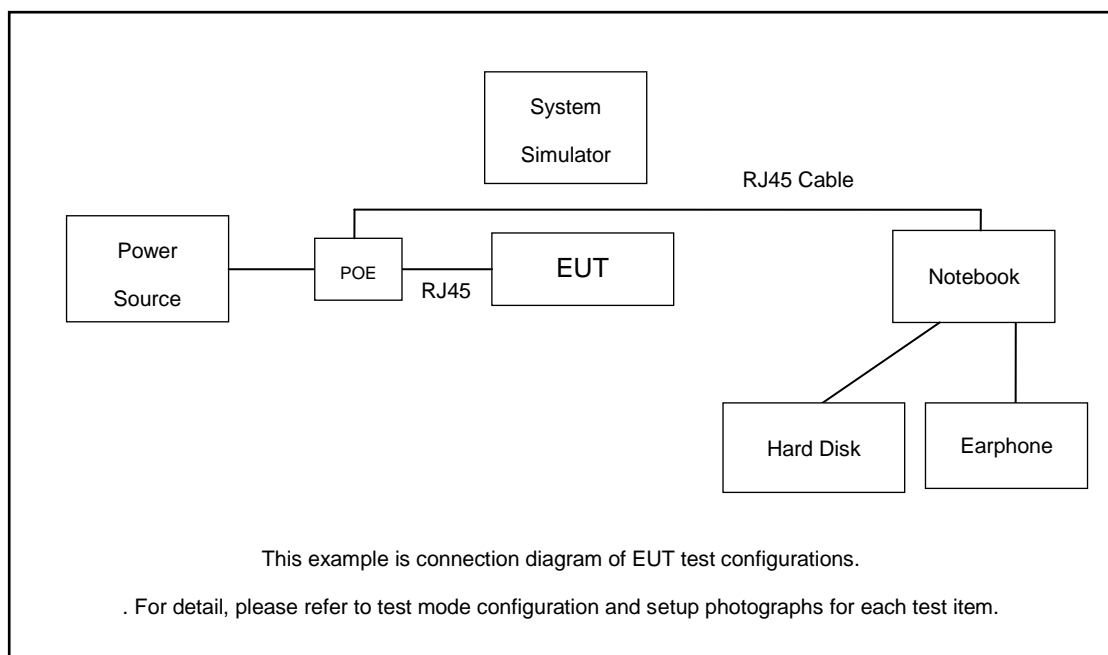 System
Simulator
RJ45 Cable
Power
Source
POE
RJ45
EUT
Notebook
Hard Disk
Earphone
This example is connection diagram of EUT test configurations.
. For detail, please refer to test mode configuration and setup photographs for each test item.